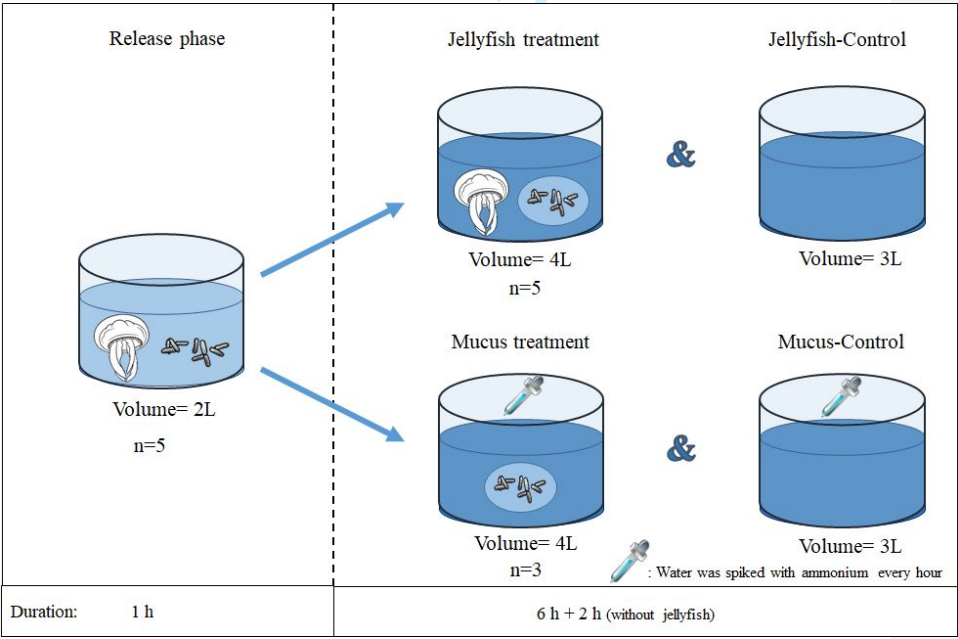 Release phase
Jellyfish treatment
Jellyfish-Control
&
Volume= 4L
n=5
Volume= 3L
Volume= 2L
n=5
Mucus treatment
Mucus-Control
&
Volume= 4L
n=3
Volume= 3L
: Water was spiked with ammonium every hour
Duration: 1 h
6 h + 2 h (without jellyfish)